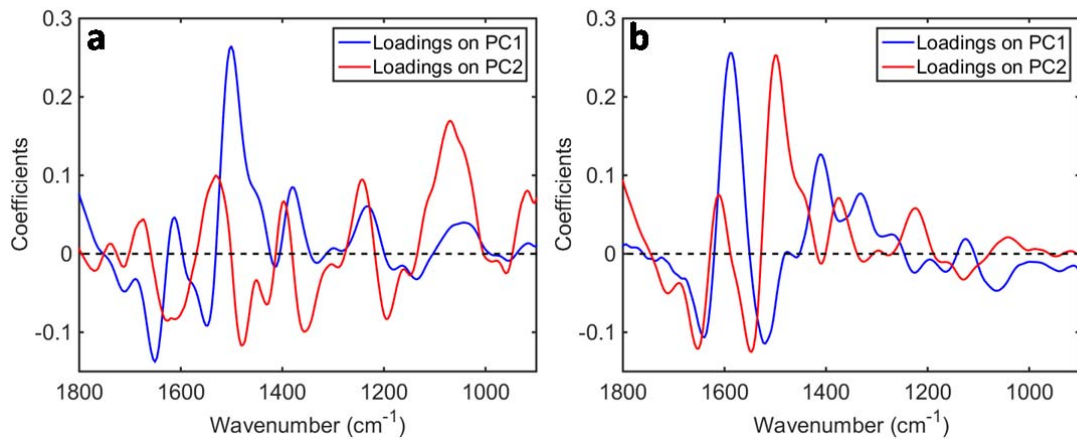 a
Loadings on PC1
Loadings on PC2
0.3
0.2
0.1
0
-0.1
Coefficients
1800
1600
1400
1200
1000
Wavenumber (cm⁻¹)
b
Loadings on PC1
Loadings on PC2
0.3
0.2
0.1
0
-0.1
Coefficients
1800
1600
1400
1200
1000
Wavenumber (cm⁻¹)